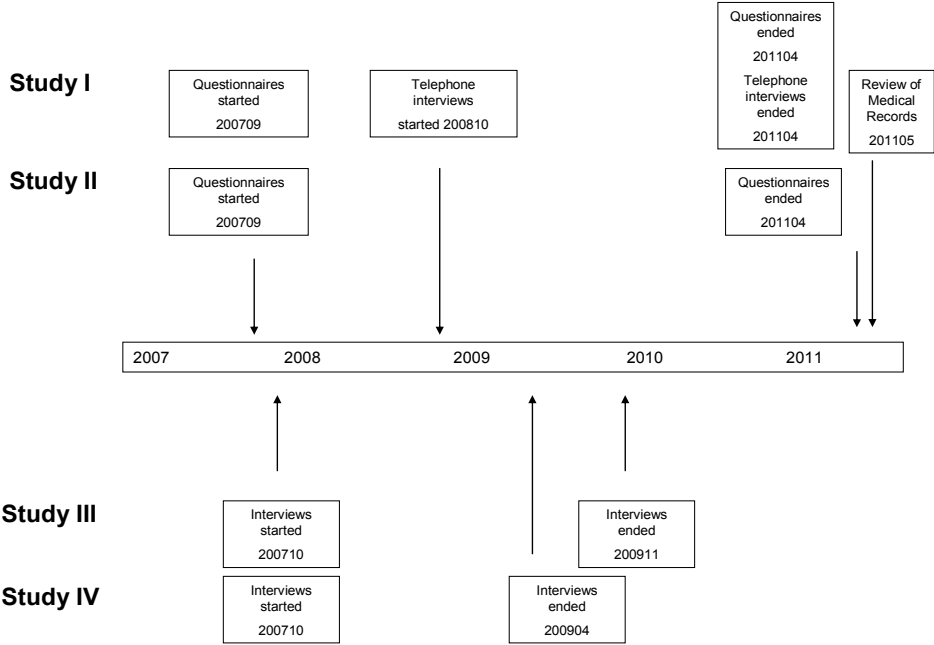 Study I
Questionnaires
started
200709
Telephone
interviews
started 200810
Questionnaires
ended
201104
Telephone
interviews
ended
201104
Review of
Medical
Records
201105
Study II
Questionnaires
started
200709
Questionnaires
ended
201104
2007 2008 2009 2010 2011
Study III
Interviews
started
200710
Interviews
ended
200911
Study IV
Interviews
started
200710
Interviews
ended
200904